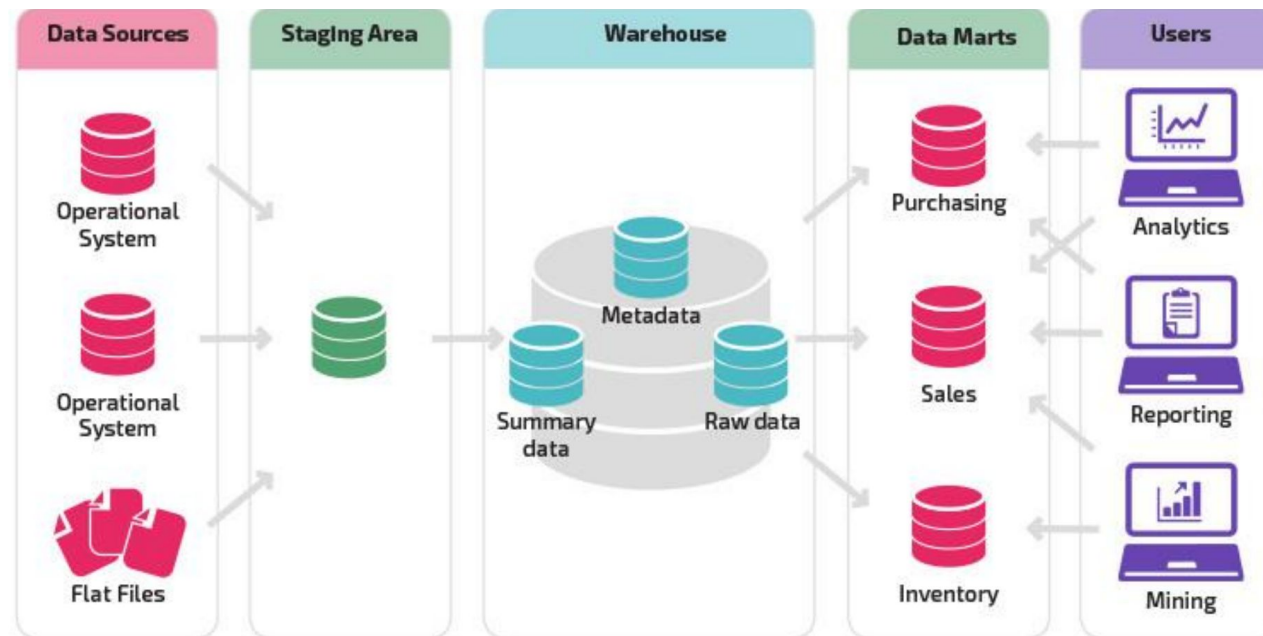 Data Sources
Staging Area
Warehouse
Data Marts
Users
Operational
System
Operational
System
Flat Files
Metadata
Summary
data
Raw data
Purchasing
Sales
Inventory
Analytics
Reporting
Mining